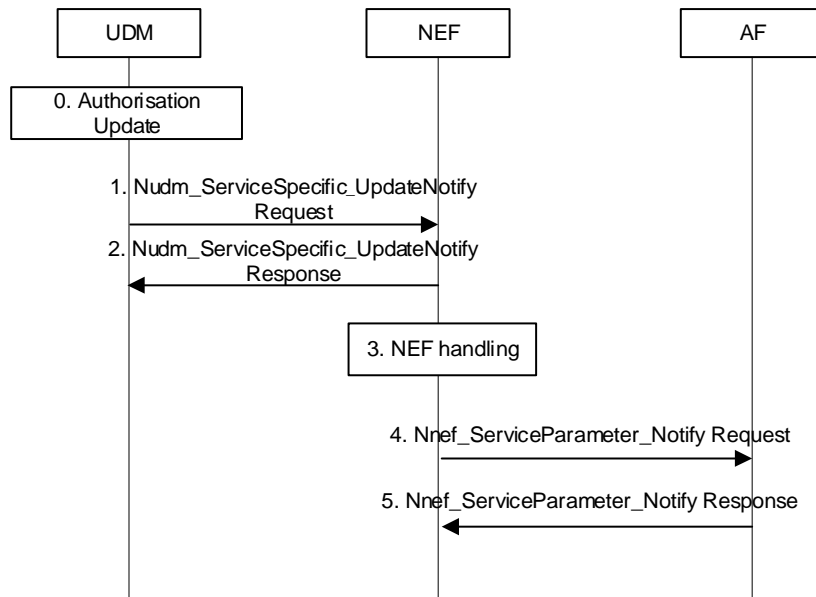 UDM
NEF
AF
0. Authorisation
Update
1. Nudm_ServiceSpecific_UpdateNotify
Request
2. Nudm_ServiceSpecific_UpdateNotify
Response
3. NEF handling
4. Nnef_ServiceParameter_Notify Request
5. Nnef_ServiceParameter_Notify Response